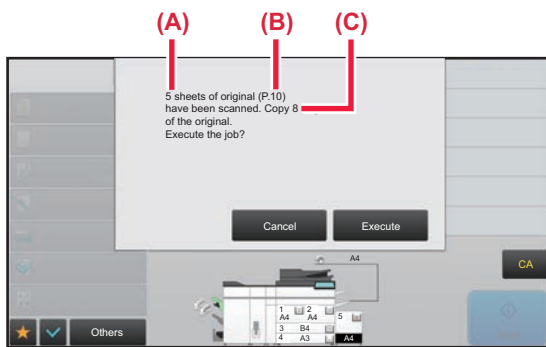 (A) (B) (C)
5 sheets of original (P.10)
have been scanned. Copy 8
of the original.
Execute the job?
Cancel Execute
A4
CA
1 2
A4 A4 5
3 B4
4 A3 A4
Others